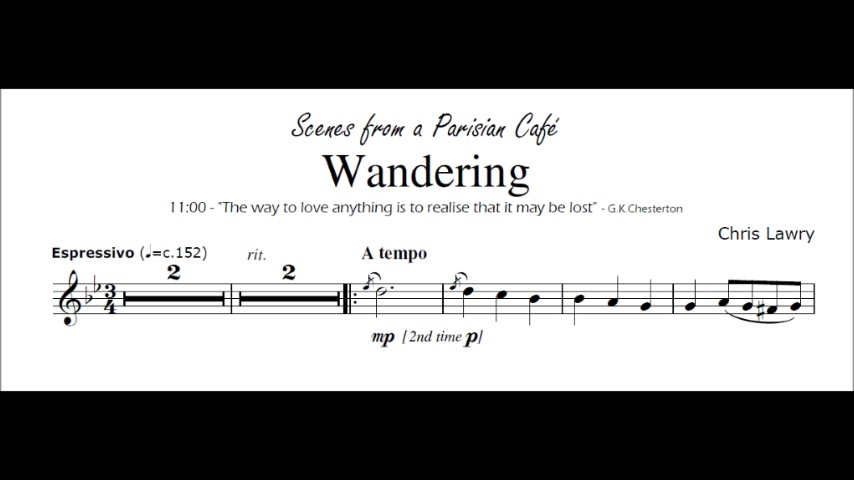 Scenes from a Parisian Café
Wandering
11:00 - "The way to love anything is to realise that it may be lost" - G.K.Chesterton
Chris Lawry
Espressivo (♩=c.152) rit. A tempo
2 2
3
4
mp [2nd time p]